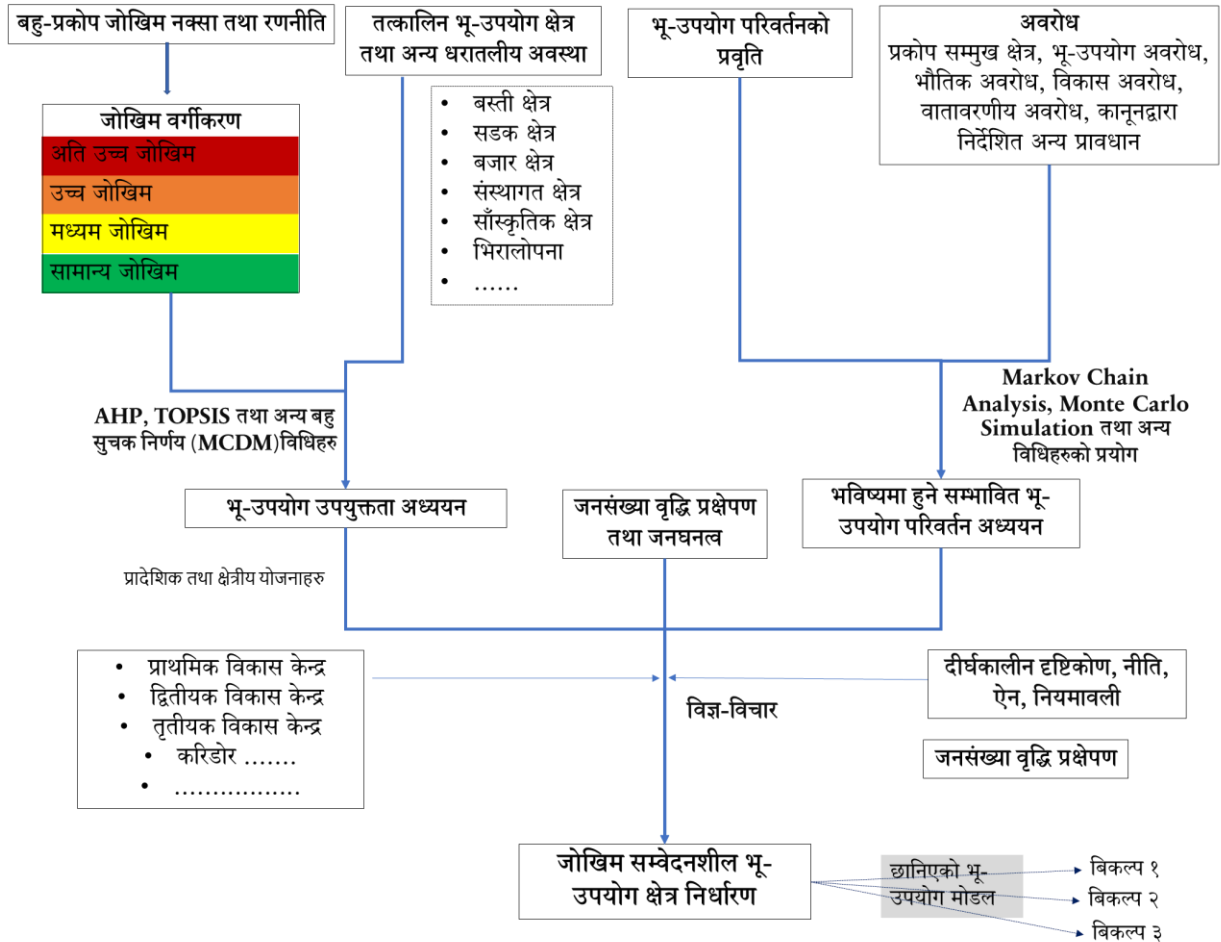 बहु-प्रकोप जोखिम नक्सा तथा रणनीति
तत्कालिन भू-उपयोग क्षेत्र
तथा अन्य धरातलीय अवस्था
भू-उपयोग परिवर्तनको
प्रवृति
अवरोध
प्रकोप सम्मुख क्षेत्र, भू-उपयोग अवरोध,
भौतिक अवरोध, विकास अवरोध,
वातावरणीय अवरोध, कानूनद्वारा
निर्देशित अन्य प्रावधान
जोखिम वर्गीकरण
अति उच्च जोखिम
उच्च जोखिम
मध्यम जोखिम
सामान्य जोखिम
• बस्ती क्षेत्र
• सडक क्षेत्र
• बजार क्षेत्र
• संस्थागत क्षेत्र
• साँस्कृतिक क्षेत्र
• भिरालोपना
• ......
AHP, TOPSIS तथा अन्य बहु
सुचक निर्णय (MCDM)विधिहरु
Markov Chain
Analysis, Monte Carlo
Simulation तथा अन्य
विधिहरुको प्रयोग
भू-उपयोग उपयुक्तता अध्ययन
जनसंख्या वृद्धि प्रक्षेपण
तथा जनघनत्व
भविष्यमा हुने सम्भावित भू-
उपयोग परिवर्तन अध्ययन
प्रादेशिक तथा क्षेत्रीय योजनाहरु
• प्राथमिक विकास केन्द्र
• द्वितीयक विकास केन्द्र
• तृतीयक विकास केन्द्र
• करिडोर .......
• .................
विज्ञ-विचार
दीर्घकालीन दृष्टिकोण, नीति,
ऐन, नियमावली
जनसंख्या वृद्धि प्रक्षेपण
जोखिम सम्वेदनशील भू-
उपयोग क्षेत्र निर्धारण
छानिएको भू-
उपयोग मोडल
बिकल्प १
बिकल्प २
बिकल्प ३